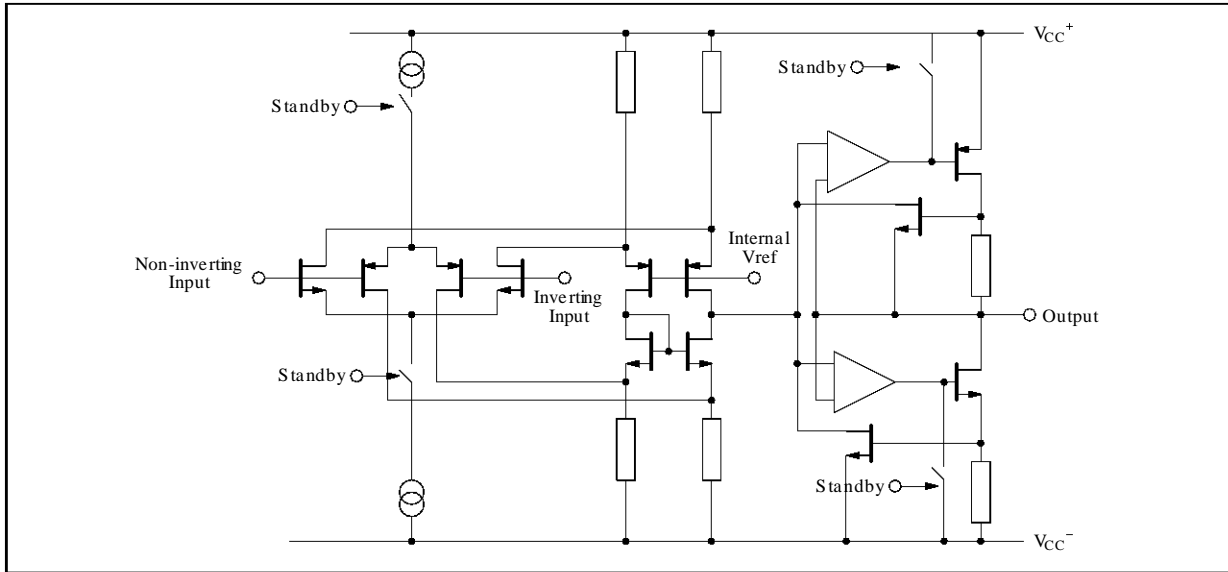 VCC+
Standby
Standby
Non-inverting
Input
Internal
Vref
Inverting
Input
Output
Standby
Standby
VCC−